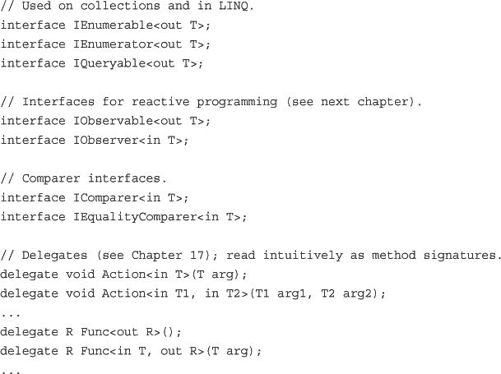 // Used on collections and in LINQ.
interface IEnumerable<out T>;
interface IEnumerator<out T>;
interface IQueryable<out T>;
// Interfaces for reactive programming (see next chapter).
interface IObservable<out T>;
interface IObserver<in T>;
// Comparer interfaces.
interface IComparer<in T>;
interface IEqualityComparer<in T>;
// Delegates (see Chapter 17); read intuitively as method signatures.
delegate void Action<in T>(T arg);
delegate void Action<in T1, in T2>(T1 arg1, T2 arg2);
...
delegate R Func<out R>();
delegate R Func<in T, out R>(T arg);
...